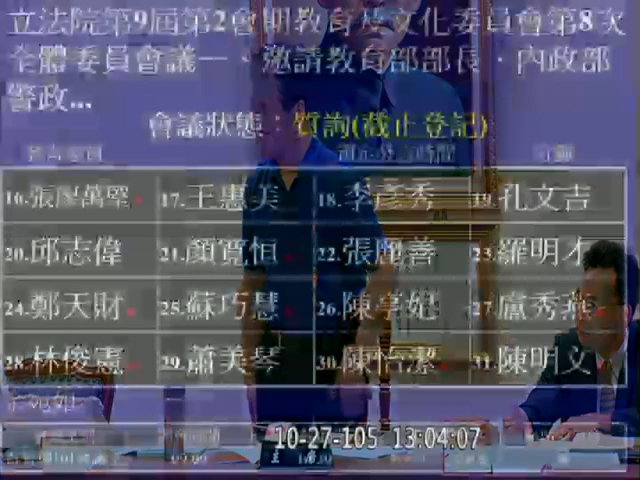 立法院第9屆第2會期教育及文化委員會第8次
全體委員會議一、邀請教育部部長、內政部
警政...
會議狀態：質詢(截止登記)
16.張廖萬堅 17.王惠美 18.李彥秀 19.孔文吉
20.邱志偉 21.顏寬恒 22.張麗善 23.羅明才
24.鄭天財 25.蘇巧慧 26.陳亭妃 27.盧秀燕
28.林俊憲 29.蕭美琴 30.陳怡潔 31.陳明文
10-27-105 13:04:07